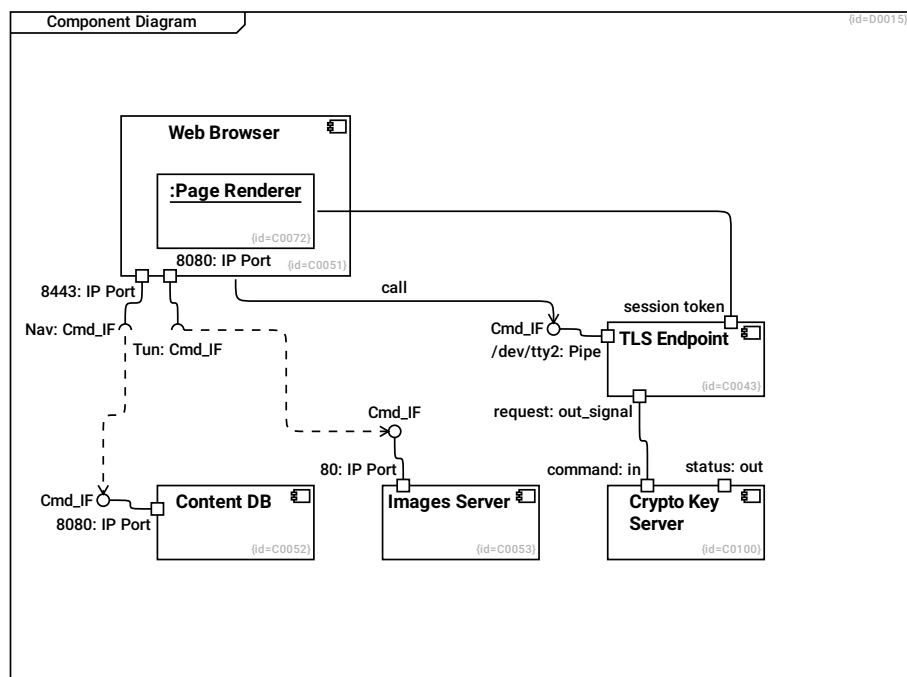 Component Diagram
{id=D0015}
Web Browser
:Page Renderer
{id=C0072}
8080: IP Port
{id=C0051}
8443: IP Port
call
session token
Nav: Cmd_IF
Tun: Cmd_IF
Cmd_IF
TLS Endpoint
/dev/tty2: Pipe
{id=C0043}
request: out_signal
Cmd_IF
80: IP Port
command: in
status: out
Cmd_IF
8080: IP Port
Content DB
{id=C0052}
Images Server
{id=C0053}
Crypto Key
Server
{id=C0100}